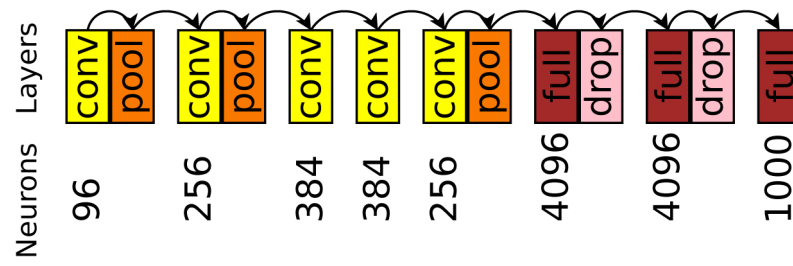 Layers conv pool conv pool conv conv conv pool full drop full drop full
Neurons 96 256 384 384 256 4096 4096 1000